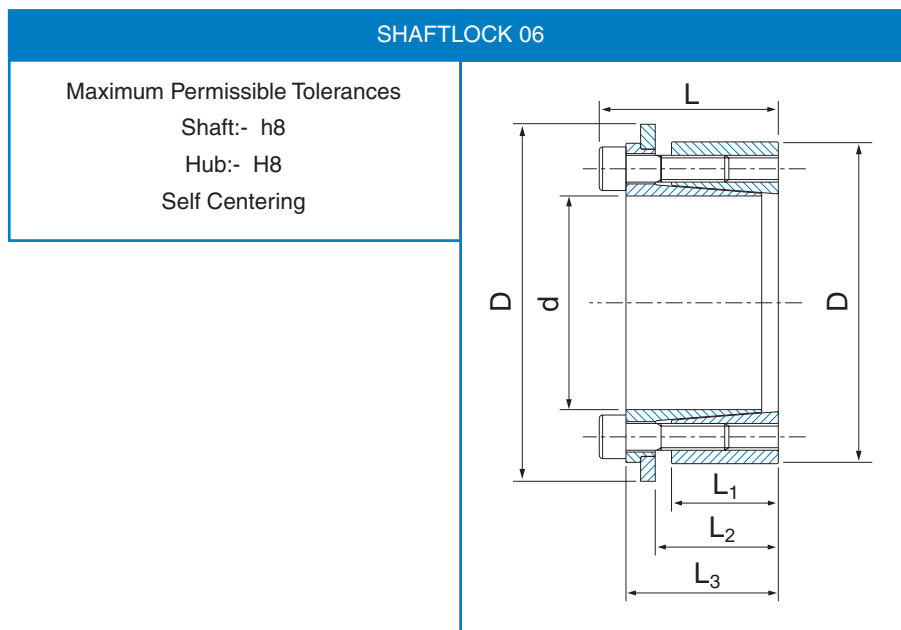 SHAFTLOCK 06
Maximum Permissible Tolerances
Shaft:- h8
Hub:- H8
Self Centering
L
D
d
D
L1
L2
L3